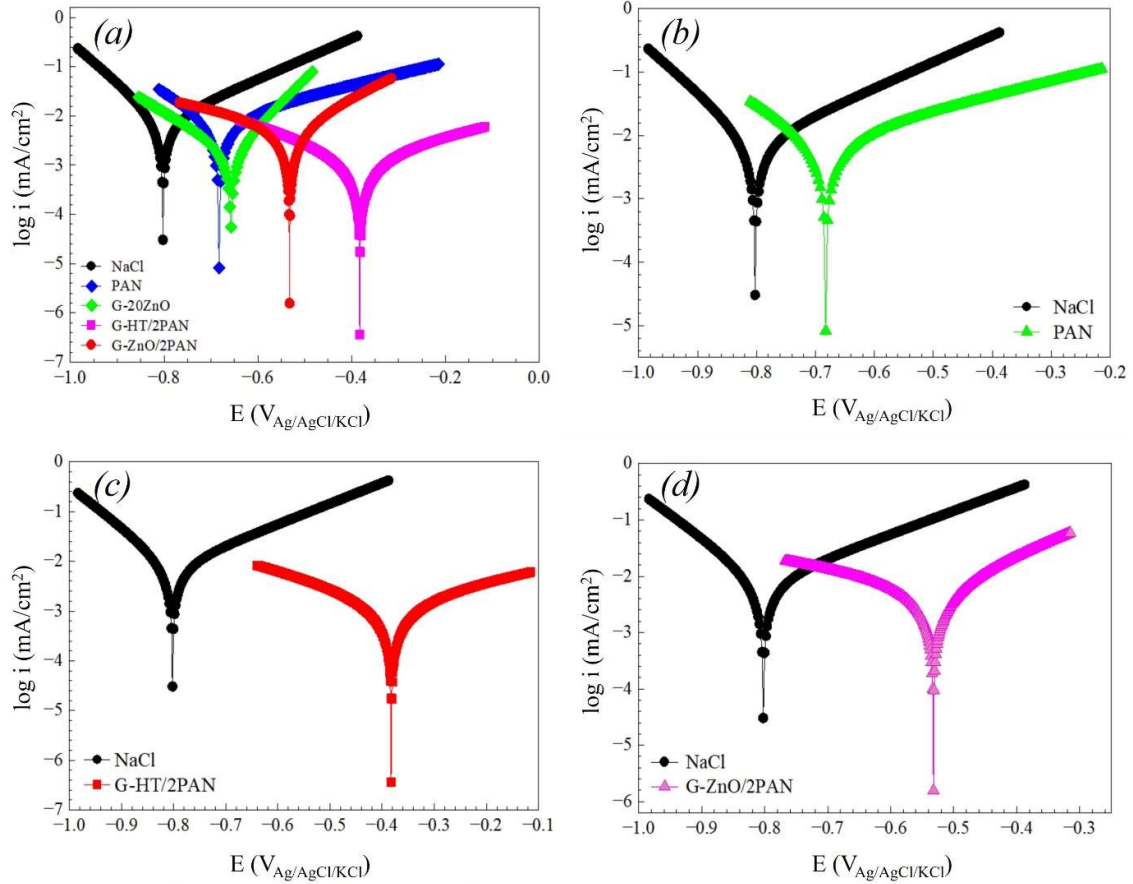 (a)
0
−1
−2
−3
−4
−5
−6
−7
log i (mA/cm²)
NaCl
PAN
G-20ZnO
G-HT/2PAN
G-ZnO/2PAN
−1.0 −0.8 −0.6 −0.4 −0.2 0.0
E (V_Ag/AgCl/KCl)
(b)
0
−1
−2
−3
−4
−5
log i (mA/cm²)
NaCl
PAN
−1.0 −0.9 −0.8 −0.7 −0.6 −0.5 −0.4 −0.3 −0.2
E (V_Ag/AgCl/KCl)
(c)
0
−1
−2
−3
−4
−5
−6
−7
log i (mA/cm²)
NaCl
G-HT/2PAN
−1.0 −0.9 −0.8 −0.7 −0.6 −0.5 −0.4 −0.3 −0.2 −0.1
E (V_Ag/AgCl/KCl)
(d)
0
−1
−2
−3
−4
−5
−6
log i (mA/cm²)
NaCl
G-ZnO/2PAN
−1.0 −0.9 −0.8 −0.7 −0.6 −0.5 −0.4 −0.3
E (V_Ag/AgCl/KCl)